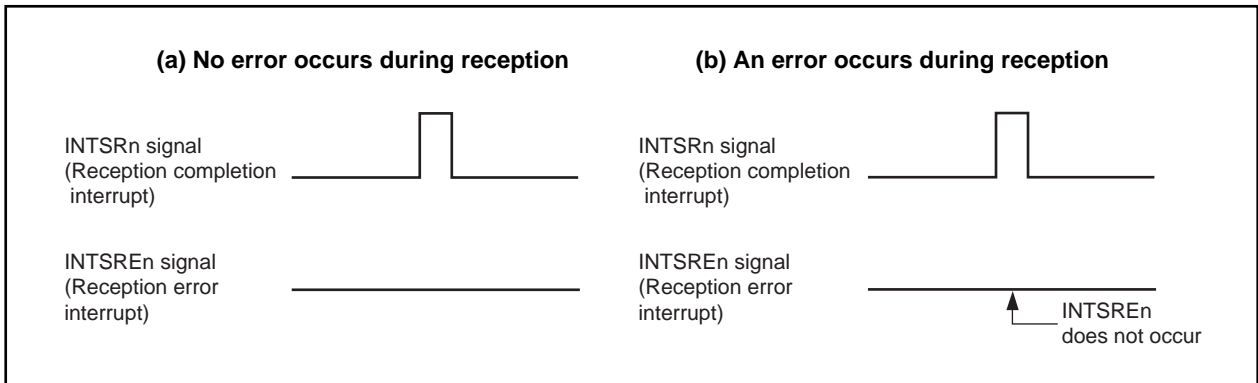 (a) No error occurs during reception
INTSRn signal
(Reception completion
interrupt)
INTSREn signal
(Reception error
interrupt)
(b) An error occurs during reception
INTSRn signal
(Reception completion
interrupt)
INTSREn signal
(Reception error
interrupt)
INTSREn
does not occur